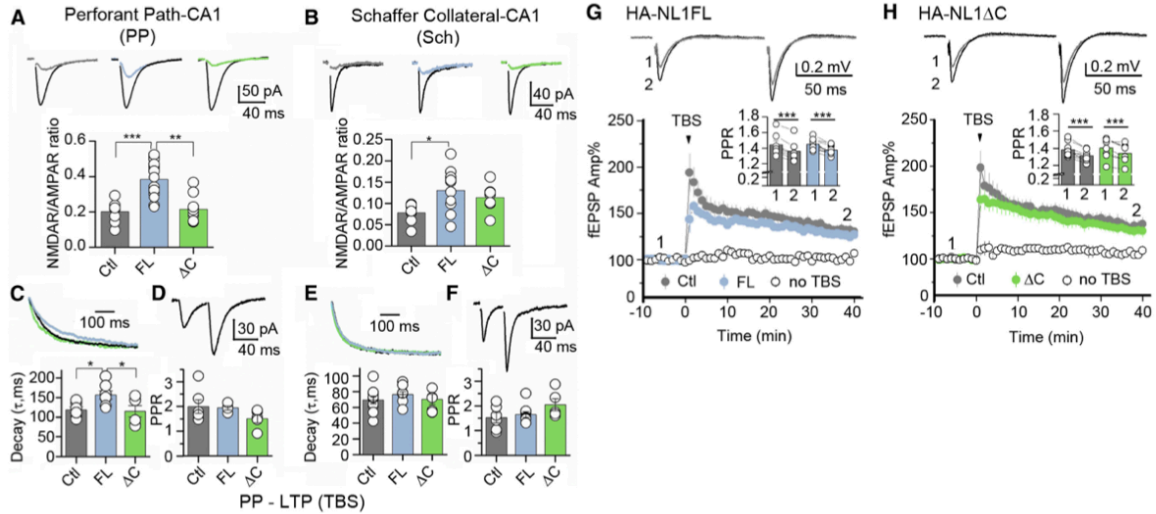 A
Perforant Path-CA1
(PP)
50 pA
40 ms
NMDAR/AMPAR ratio
0.6
0.4
0.2
0.0
***
**
Ctl
FL
ΔC
B
Schaffer Collateral-CA1
(Sch)
40 pA
40 ms
NMDAR/AMPAR ratio
0.25
0.20
0.15
0.10
0.05
0.00
*
Ctl
FL
ΔC
C
100 ms
Decay (τ,ms)
200
150
100
50
0
*
*
Ctl
FL
ΔC
D
30 pA
40 ms
PPR
3
2
1
0
Ctl
FL
ΔC
E
100 ms
Decay (τ,ms)
100
80
60
40
20
0
Ctl
FL
ΔC
F
30 pA
40 ms
PPR
3
2
1
0
Ctl
FL
ΔC
PP - LTP (TBS)
G
HA-NL1FL
1
2
0.2 mV
50 ms
fEPSP Amp%
250
200
150
100
0
TBS
PPR
1.8
1.6
1.4
1.2
0.2
***
***
1 2 1 2
1
2
Ctl
FL
no TBS
-10 0 10 20 30 40
Time (min)
H
HA-NL1ΔC
1
2
0.2 mV
50 ms
fEPSP Amp%
250
200
150
100
0
TBS
PPR
1.8
1.6
1.4
1.2
0.2
***
***
1 2 1 2
1
2
Ctl
ΔC
no TBS
-10 0 10 20 30 40
Time (min)